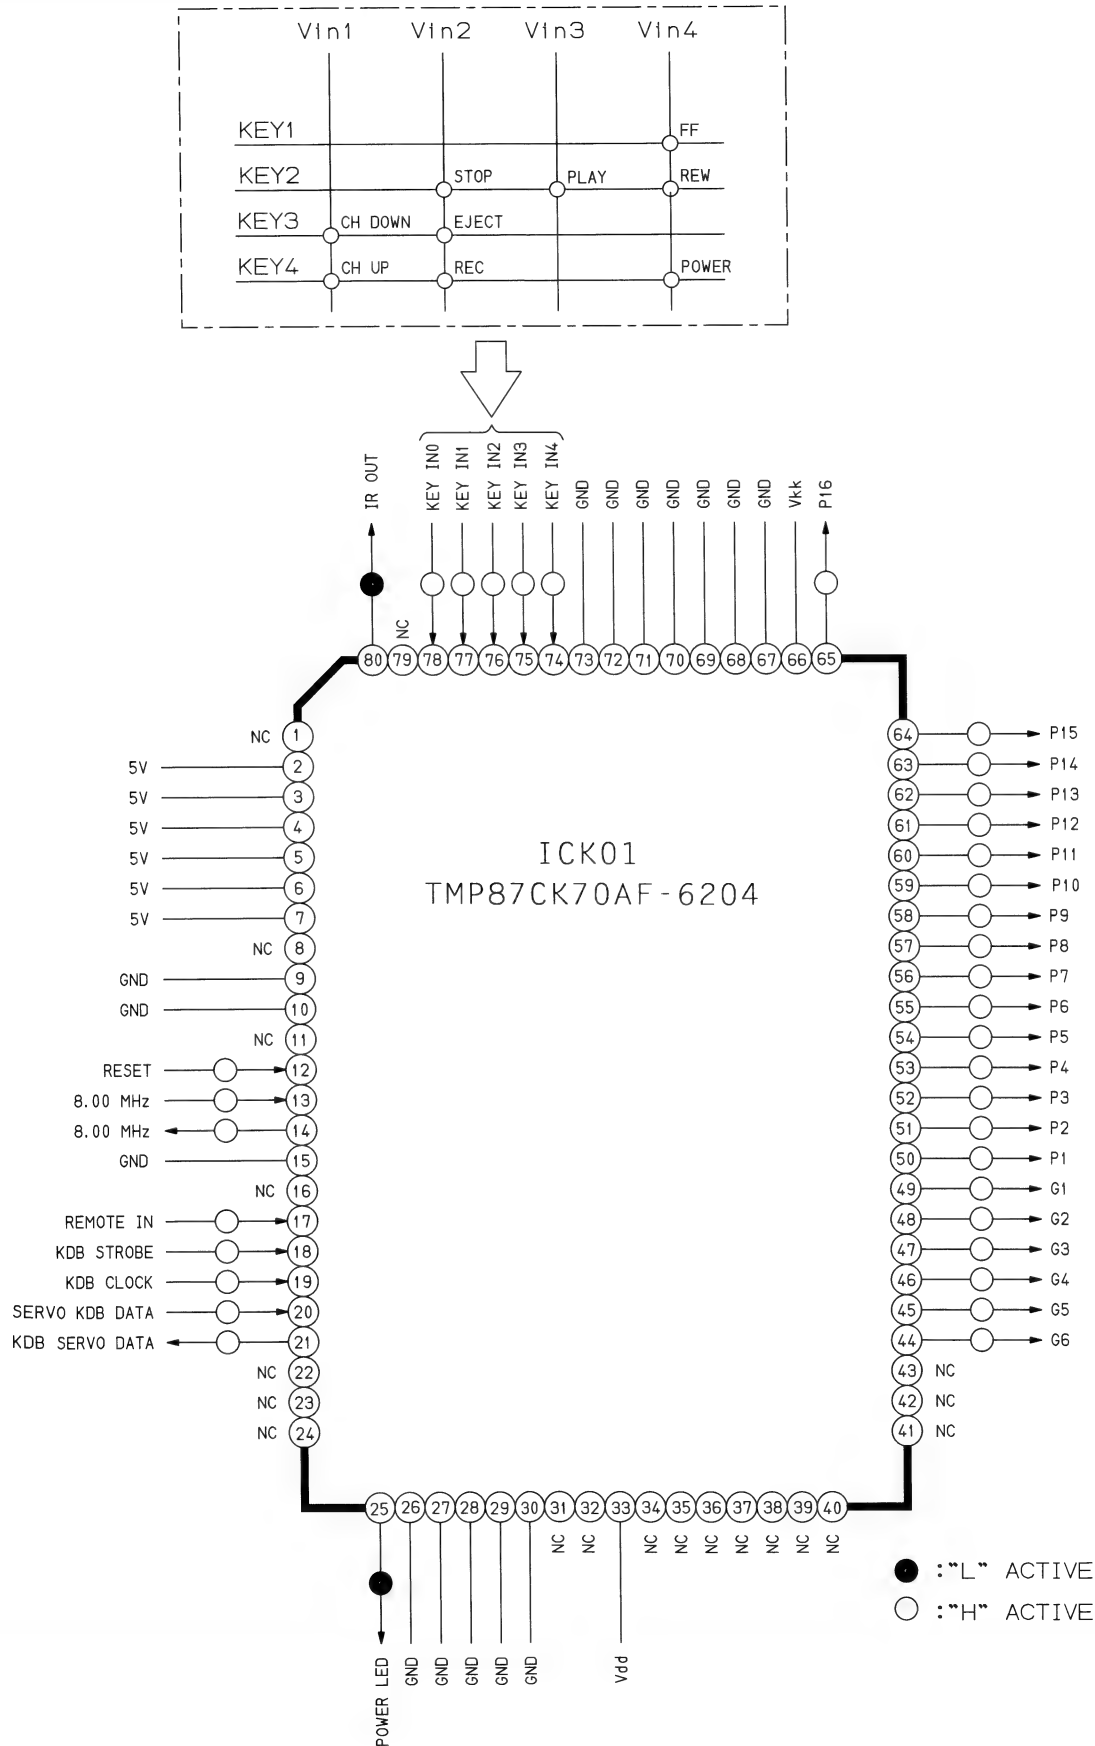 Vin1 Vin2 Vin3 Vin4
KEY1 FF
KEY2 STOP PLAY REW
KEY3 CH DOWN EJECT
KEY4 CH UP REC POWER
IR OUT
KEY IN0
KEY IN1
KEY IN2
KEY IN3
KEY IN4
GND
GND
GND
GND
GND
GND
GND
Vkk
P16
NC
80 79 78 77 76 75 74 73 72 71 70 69 68 67 66 65
ICK01
TMP87CK70AF-6204
NC 1
5V 2
5V 3
5V 4
5V 5
5V 6
5V 7
NC 8
GND 9
GND 10
NC 11
RESET 12
8.00 MHz 13
8.00 MHz 14
GND 15
NC 16
REMOTE IN 17
KDB STROBE 18
KDB CLOCK 19
SERVO KDB DATA 20
KDB SERVO DATA 21
NC 22
NC 23
NC 24
64 P15
63 P14
62 P13
61 P12
60 P11
59 P10
58 P9
57 P8
56 P7
55 P6
54 P5
53 P4
52 P3
51 P2
50 P1
49 G1
48 G2
47 G3
46 G4
45 G5
44 G6
43 NC
42 NC
41 NC
25 26 27 28 29 30 31 32 33 34 35 36 37 38 39 40
POWER LED
GND
GND
GND
GND
GND
NC
NC
Vdd
NC
NC
NC
NC
NC
NC
NC
:"L" ACTIVE
:"H" ACTIVE